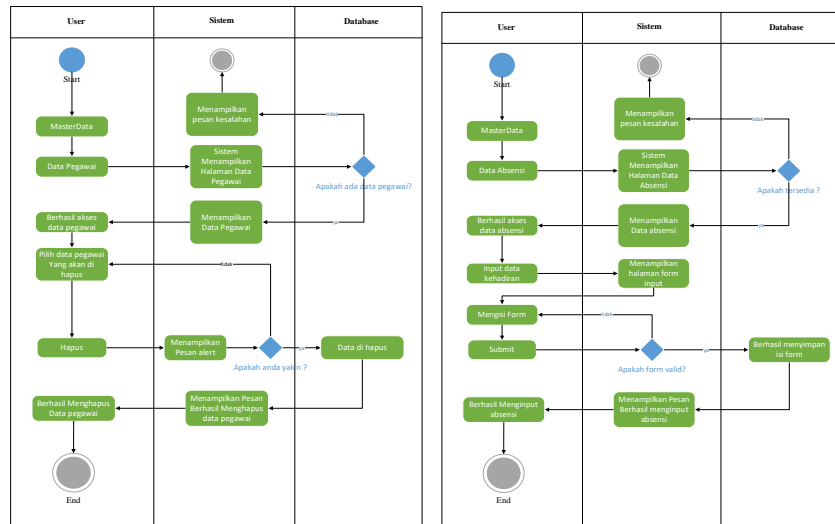 User
Sistem
Database
Start
Menampilkan
pesan kesalahan
tidak
MasterData
Data Pegawai
Sistem
Menampilkan
Halaman Data
Pegawai
Apakah ada data pegawai?
Berhasil akses
data pegawai
Menampilkan
Data Pegawai
ya
Pilih data pegawai
Yang akan di
hapus
tidak
Hapus
Menampilkan
Pesan alert
ya
Data di hapus
Apakah anda yakin ?
Berhasil Menghapus
Data pegawai
Menampilkan Pesan
Berhasil Menghapus
data pegawai
End
User
Sistem
Database
Start
Menampilkan
pesan kesalahan
tidak
MasterData
Data Absensi
Sistem
Menampilkan
Halaman Data
Absensi
Apakah tersedia ?
Berhasil akses
data absensi
Menampilkan
Data absensi
ya
Input data
kehadiran
Menampilkan
halaman form
input
Mengisi Form
tidak
Submit
ya
Berhasil menyimpan
isi form
Apakah form valid?
Berhasil Menginput
absensi
Menampilkan Pesan
Berhasil menginput
absensi
End